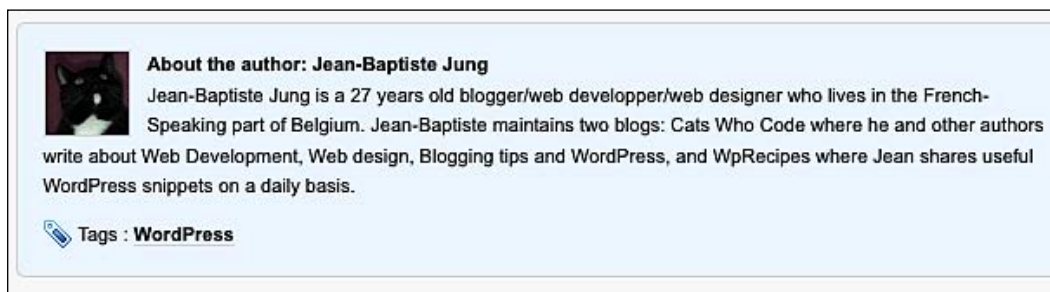 About the author: Jean-Baptiste Jung
Jean-Baptiste Jung is a 27 years old blogger/web developper/web designer who lives in the French-
Speaking part of Belgium. Jean-Baptiste maintains two blogs: Cats Who Code where he and other authors
write about Web Development, Web design, Blogging tips and WordPress, and WpRecipes where Jean shares useful
WordPress snippets on a daily basis.
Tags : WordPress